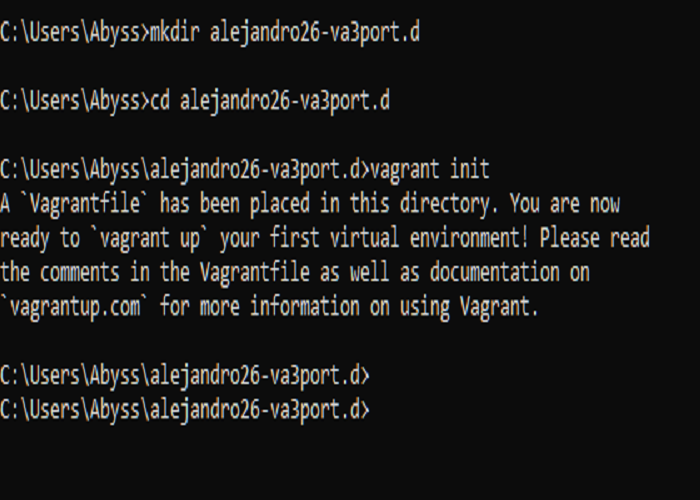 C:\Users\Abyss>mkdir alejandro26-va3port.d
C:\Users\Abyss>cd alejandro26-va3port.d
C:\Users\Abyss\alejandro26-va3port.d>vagrant init
A `Vagrantfile` has been placed in this directory. You are now
ready to `vagrant up` your first virtual environment! Please read
the comments in the Vagrantfile as well as documentation on
`vagrantup.com` for more information on using Vagrant.
C:\Users\Abyss\alejandro26-va3port.d>
C:\Users\Abyss\alejandro26-va3port.d>